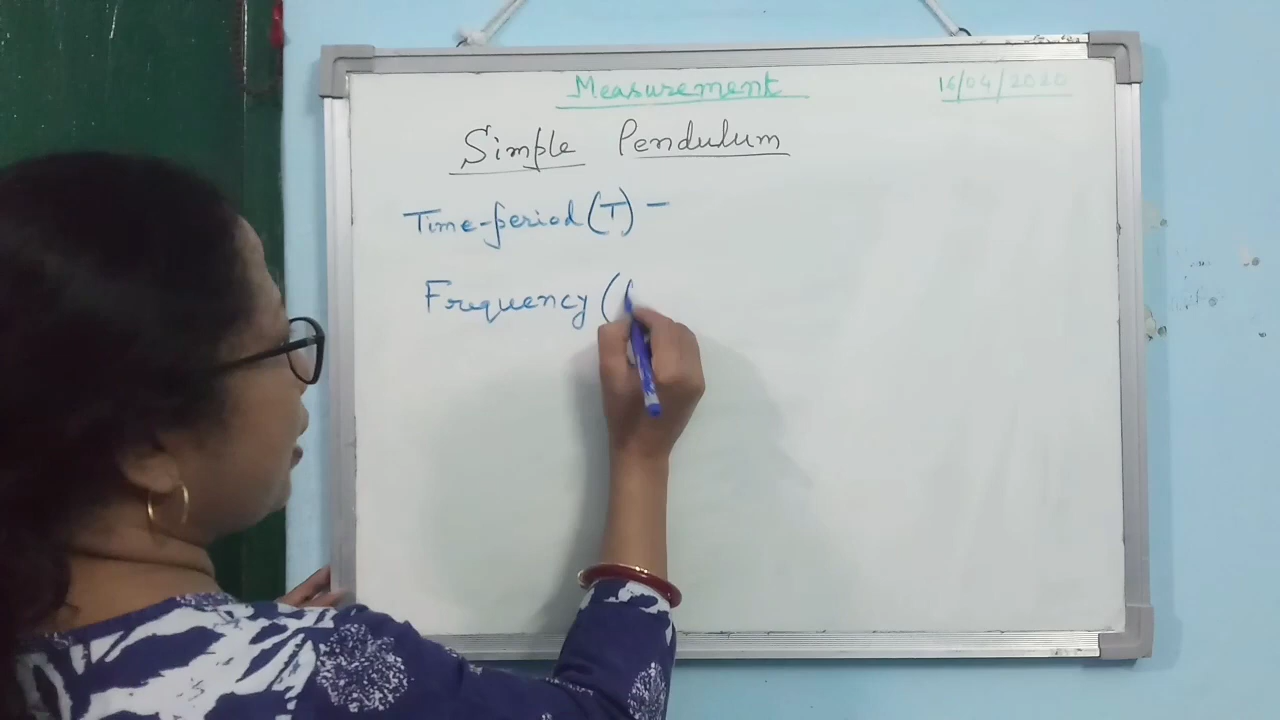 Measurement
16/04/2020
Simple Pendulum
Time-period (T) -
Frequency (